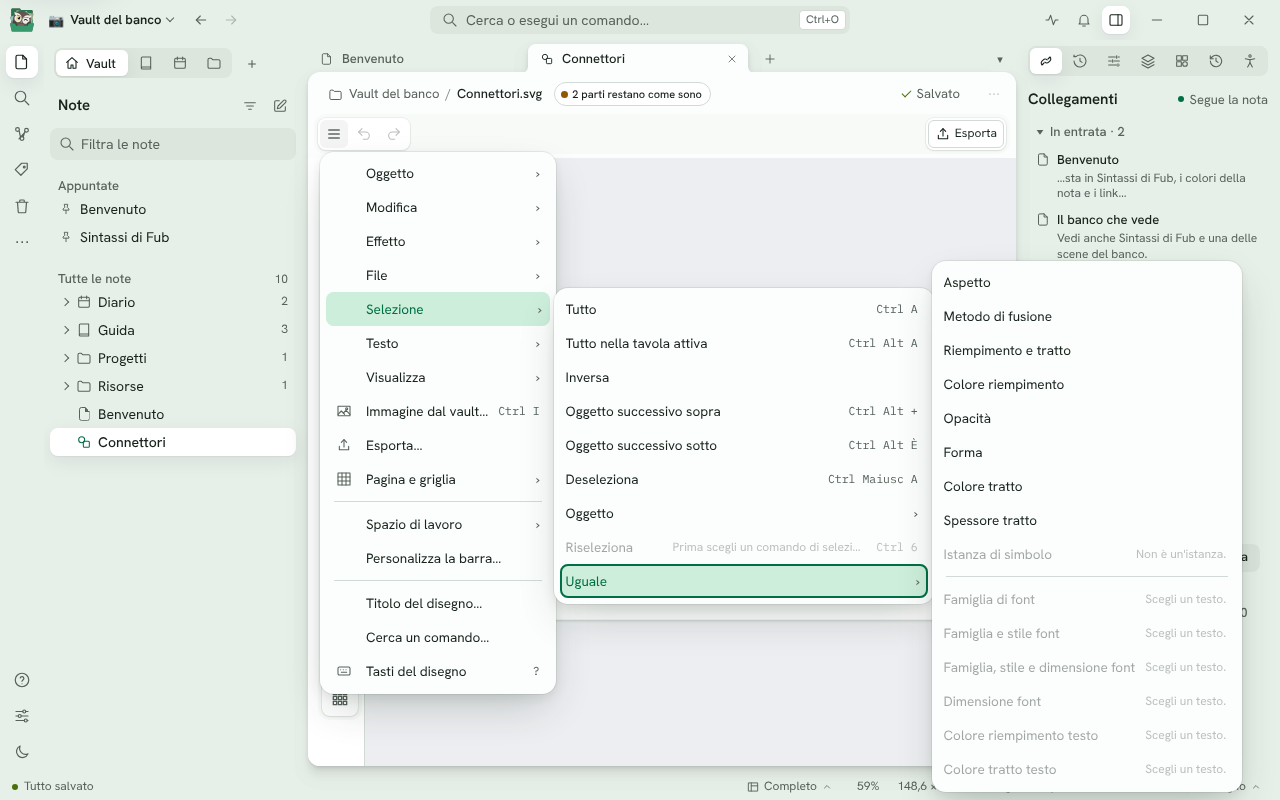 Vault del banco
Cerca o esegui un comando...
Ctrl+O
Vault
Benvenuto
Connettori
Note
Filtra le note
Appuntate
Benvenuto
Sintassi di Fub
Tutte le note 10
Diario 2
Guida 3
Progetti 1
Risorse 1
Benvenuto
Connettori
Tutto salvato
Vault del banco / Connettori.svg
2 parti restano come sono
Salvato
Esporta
Oggetto
Modifica
Effetto
File
Selezione
Testo
Visualizza
Immagine dal vault... Ctrl I
Esporta...
Pagina e griglia
Spazio di lavoro
Personalizza la barra...
Titolo del disegno...
Cerca un comando...
Tasti del disegno ?
Tutto Ctrl A
Tutto nella tavola attiva Ctrl Alt A
Inversa
Oggetto successivo sopra Ctrl Alt +
Oggetto successivo sotto Ctrl Alt È
Deseleziona Ctrl Maiusc A
Oggetto
Riseleziona Prima scegli un comando di selezi... Ctrl 6
Uguale
Aspetto
Metodo di fusione
Riempimento e tratto
Colore riempimento
Opacità
Forma
Colore tratto
Spessore tratto
Istanza di simbolo Non è un'istanza.
Famiglia di font Scegli un testo.
Famiglia e stile font Scegli un testo.
Famiglia, stile e dimensione font Scegli un testo.
Dimensione font Scegli un testo.
Colore riempimento testo Scegli un testo.
Colore tratto testo Scegli un testo.
Collegamenti
Segue la nota
In entrata · 2
Benvenuto
...sta in Sintassi di Fub, i colori della
nota e i link...
Il banco che vede
Vedi anche Sintassi di Fub e una delle
scene del banco.
Completo
59%
148,6